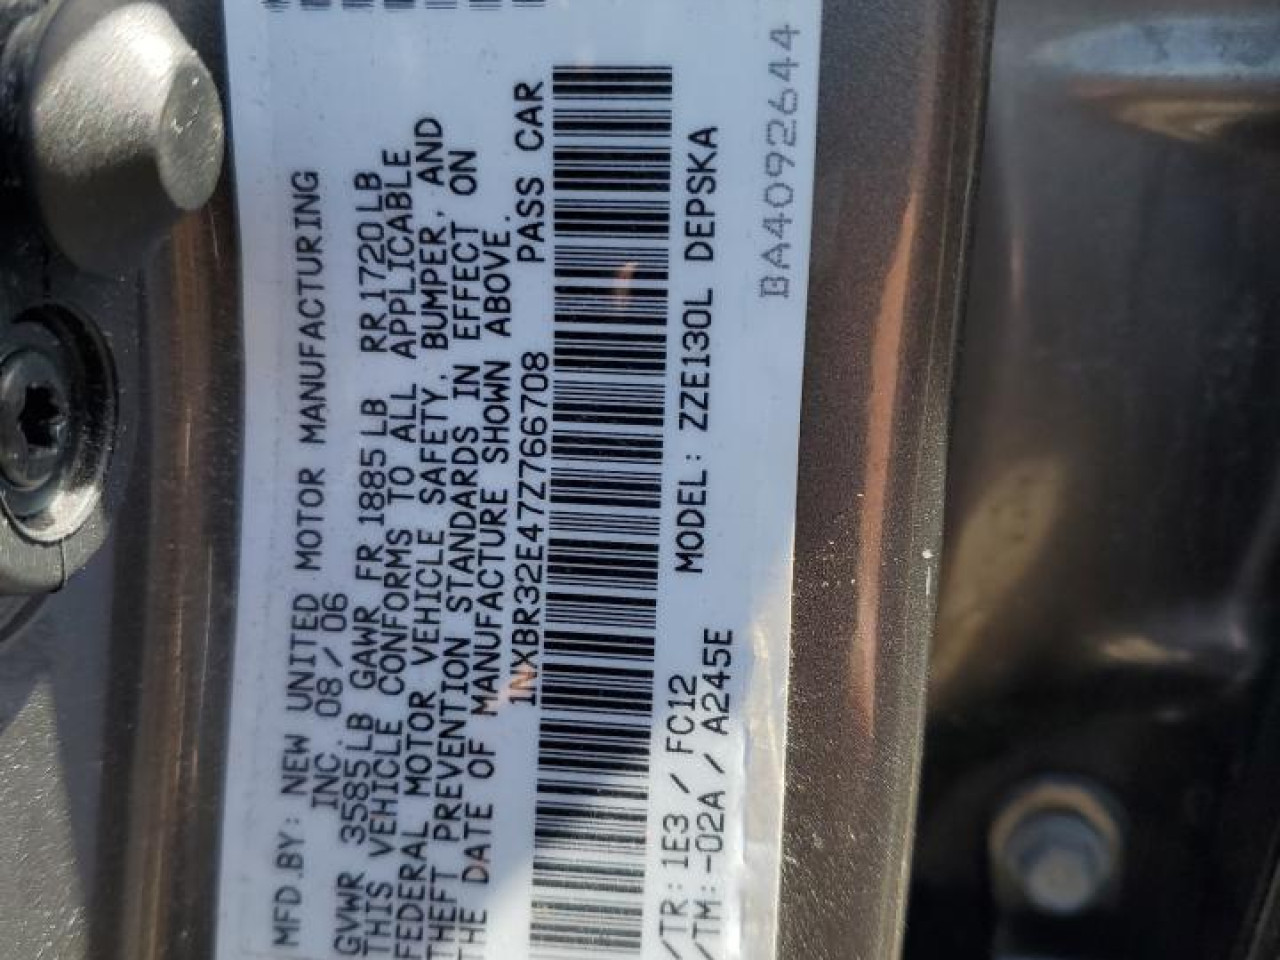 MFD.BY: NEW UNITED MOTOR MANUFACTURING
INC. 08/06
GVWR 3585LB GAWR FR 1885LB RR 1720LB
THIS VEHICLE CONFORMS TO ALL APPLICABLE
FEDERAL MOTOR VEHICLE SAFETY, BUMPER, AND
THEFT PREVENTION STANDARDS IN EFFECT ON
THE DATE OF MANUFACTURE SHOWN ABOVE.
1NXBR32E47Z766708 PASS CAR
/TR: 1E3 / FC12 MODEL: ZZE130L DEPSKA
/TM: -02A / A245E
BA4092644